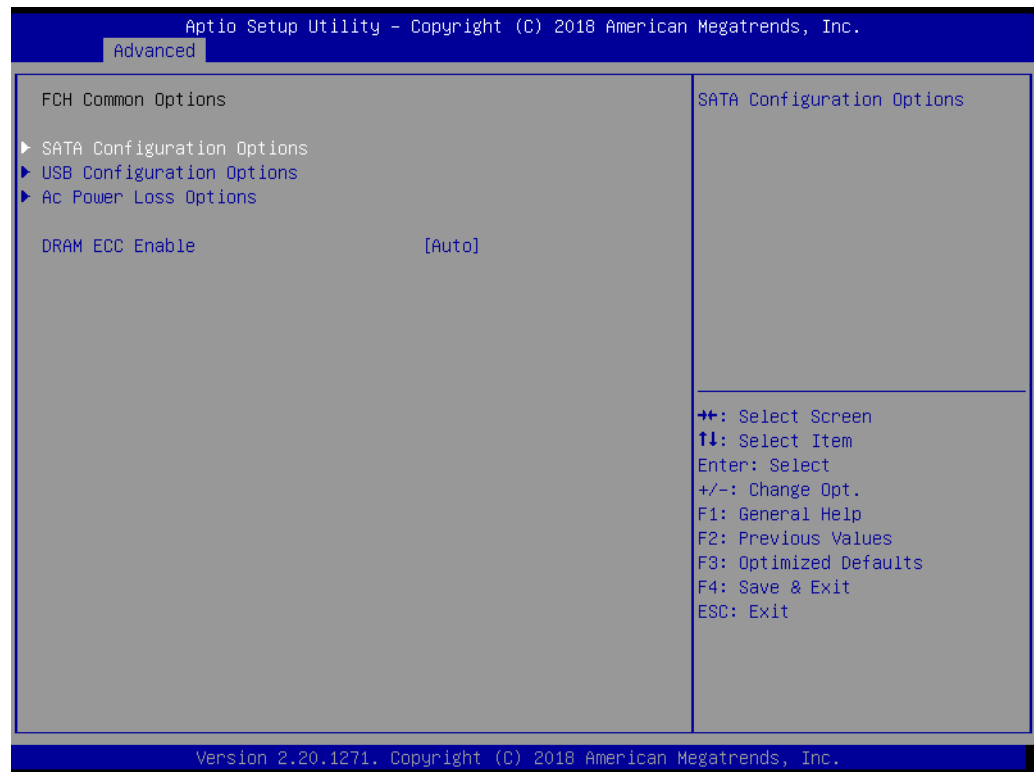 Aptio Setup Utility – Copyright (C) 2018 American Megatrends, Inc.
Advanced
FCH Common Options
SATA Configuration Options
USB Configuration Options
Ac Power Loss Options
DRAM ECC Enable [Auto]
SATA Configuration Options
→←: Select Screen
↑↓: Select Item
Enter: Select
+/-: Change Opt.
F1: General Help
F2: Previous Values
F3: Optimized Defaults
F4: Save & Exit
ESC: Exit
Version 2.20.1271. Copyright (C) 2018 American Megatrends, Inc.